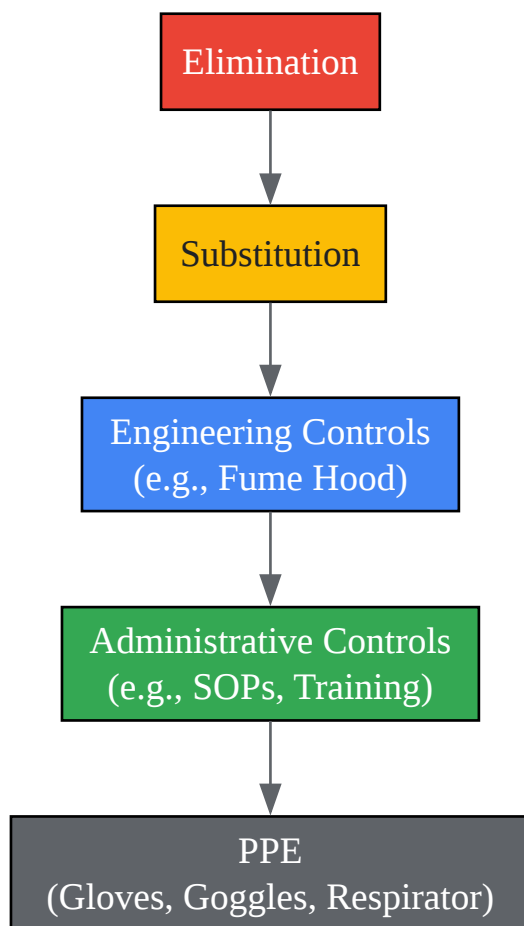 Elimination
Substitution
Engineering Controls
(e.g., Fume Hood)
Administrative Controls
(e.g., SOPs, Training)
PPE
(Gloves, Goggles, Respirator)